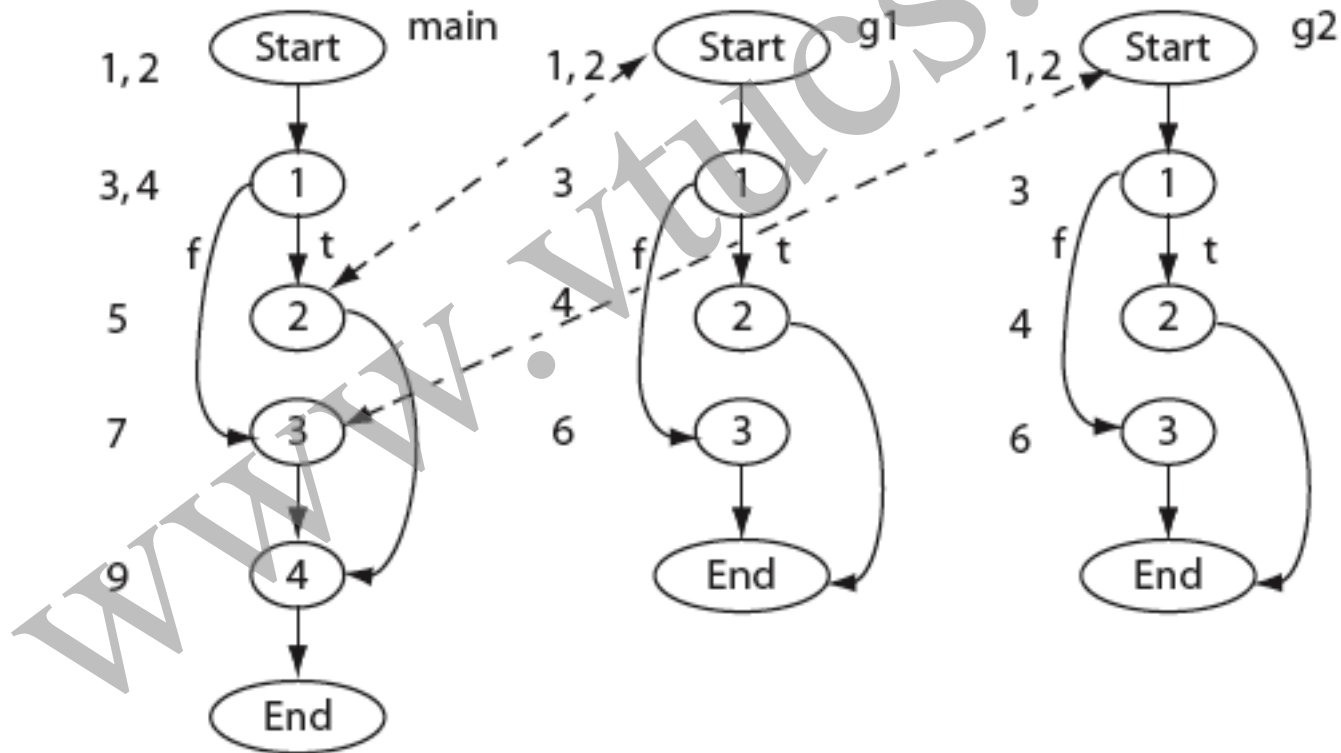 Start main Start g1 Start g2
1, 2 1, 2 1, 2
3, 4 1 3 1 3 1
f t f t f t
5 2 4 2 4 2
7 3 6 3 6 3
9 4 End End
End
www.vtucs.